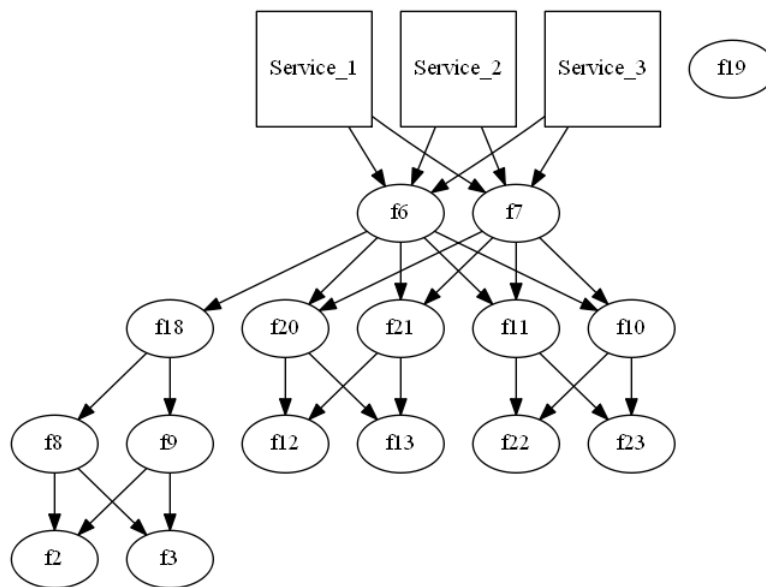 Service_1 Service_2 Service_3 f19
f6 f7
f18 f20 f21 f11 f10
f8 f9 f12 f13 f22 f23
f2 f3